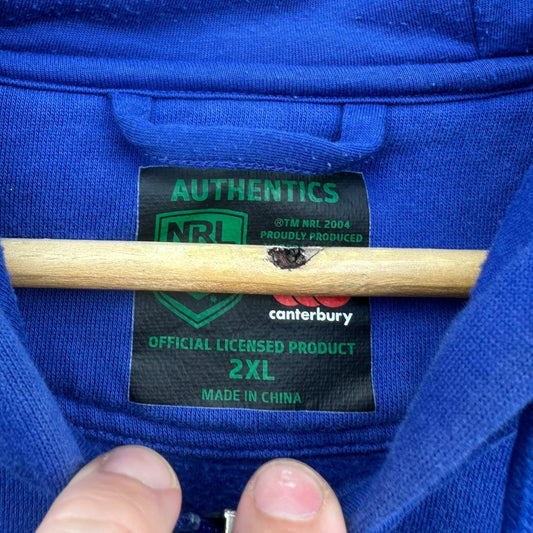 AUTHENTICS
NRL
®TM NRL 2004
PROUDLY PRODUCED
canterbury
OFFICIAL LICENSED PRODUCT
2XL
MADE IN CHINA